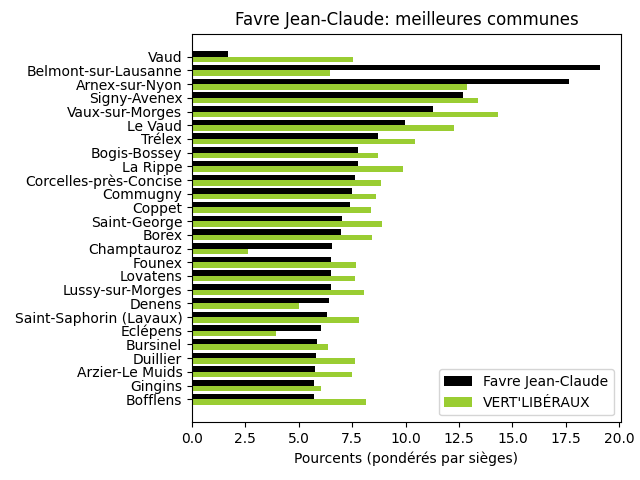 Favre Jean-Claude: meilleures communes
Vaud
Belmont-sur-Lausanne
Arnex-sur-Nyon
Signy-Avenex
Vaux-sur-Morges
Le Vaud
Trélex
Bogis-Bossey
La Rippe
Corcelles-près-Concise
Commugny
Coppet
Saint-George
Borex
Champtauroz
Founex
Lovatens
Lussy-sur-Morges
Denens
Saint-Saphorin (Lavaux)
Eclépens
Bursinel
Duillier
Arzier-Le Muids
Gingins
Bofflens
Favre Jean-Claude
VERT'LIBÉRAUX
0.0 2.5 5.0 7.5 10.0 12.5 15.0 17.5 20.0
Pourcents (pondérés par sièges)